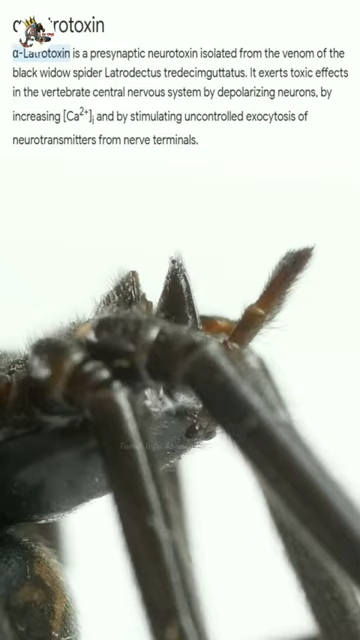 α-Latrotoxin is a presynaptic neurotoxin isolated from the venom of the
black widow spider Latrodectus tredecimguttatus. It exerts toxic effects
in the vertebrate central nervous system by depolarizing neurons, by
increasing [Ca²⁺]ᵢ and by stimulating uncontrolled exocytosis of
neurotransmitters from nerve terminals.